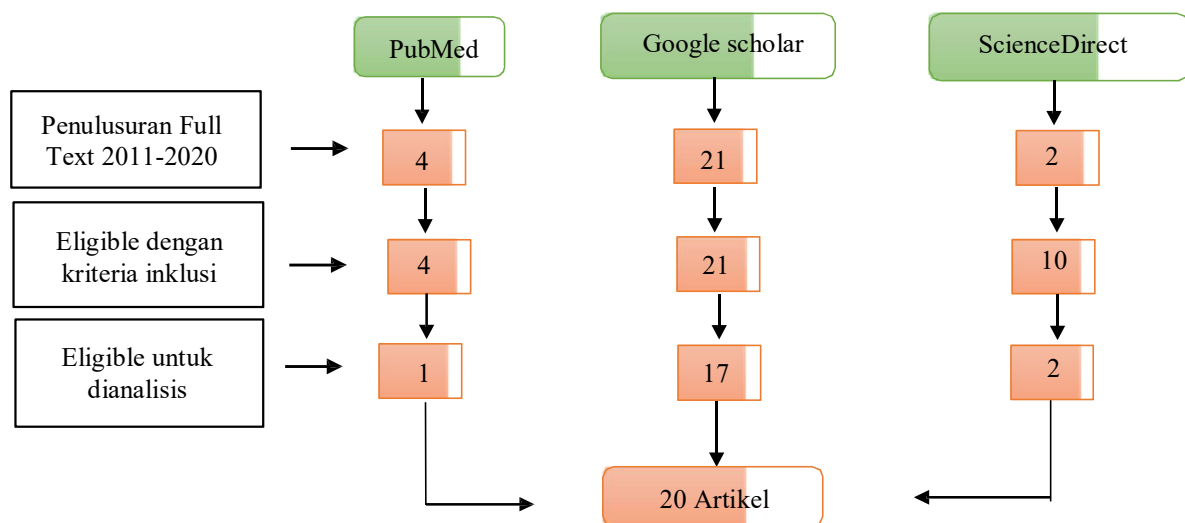 PubMed
Google scholar
ScienceDirect
Penulusuran Full
Text 2011-2020
4
21
2
Eligible dengan
kriteria inklusi
4
21
10
Eligible untuk
dianalisis
1
17
2
20 Artikel